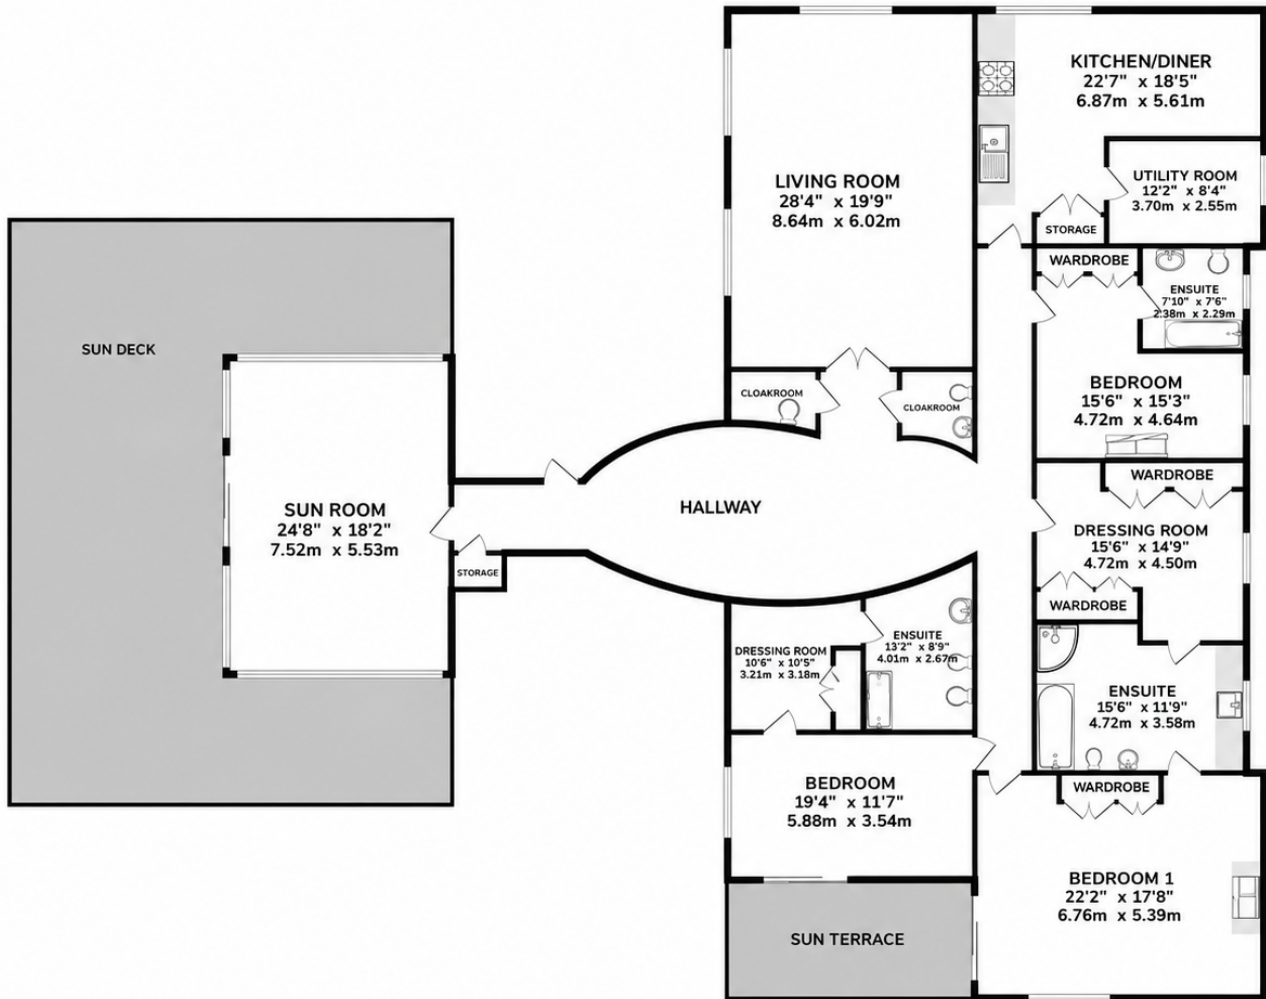 KITCHEN/DINER
22'7" x 18'5"
6.87m x 5.61m
LIVING ROOM
28'4" x 19'9"
8.64m x 6.02m
UTILITY ROOM
12'2" x 8'4"
3.70m x 2.55m
STORAGE
WARDROBE
ENSUITE
7'10" x 7'6"
2.38m x 2.29m
SUN DECK
BEDROOM
15'6" x 15'3"
4.72m x 4.64m
CLOAKROOM
CLOAKROOM
WARDROBE
HALLWAY
SUN ROOM
24'8" x 18'2"
7.52m x 5.53m
DRESSING ROOM
15'6" x 14'9"
4.72m x 4.50m
STORAGE
WARDROBE
ENSUITE
13'2" x 8'9"
4.01m x 2.67m
DRESSING ROOM
10'6" x 10'5"
3.21m x 3.18m
ENSUITE
15'6" x 11'9"
4.72m x 3.58m
BEDROOM
19'4" x 11'7"
5.88m x 3.54m
WARDROBE
BEDROOM 1
22'2" x 17'8"
6.76m x 5.39m
SUN TERRACE